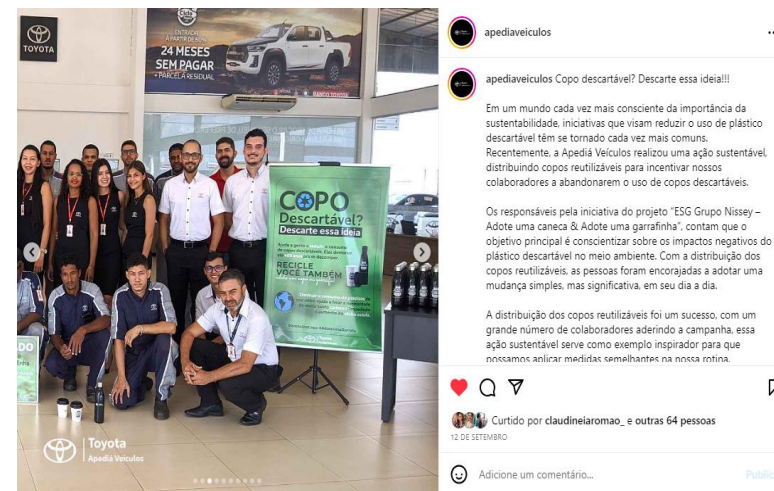 TOYOTA
ENTRADA
A PARTIR DE 50%
24 MESES
SEM PAGAR
+ PARCELA RESIDUAL
BANCO TOYOTA
COPO
Descartável?
Descarte essa ideia
RECICLE
VOCÊ TAMBÉM
Toyota
Apediá Veículos
apediaveiculos
apediaveiculos Copo descartável? Descarte essa ideia!!!
Em um mundo cada vez mais consciente da importância da
sustentabilidade, iniciativas que visam reduzir o uso de plástico
descartável têm se tornado cada vez mais comuns.
Recentemente, a Apediá Veículos realizou uma ação sustentável,
distribuindo copos reutilizáveis para incentivar nossos
colaboradores a abandonarem o uso de copos descartáveis.
Os responsáveis pela iniciativa do projeto "ESG Grupo Nissey –
Adote uma caneca & Adote uma garrafinha", contam que o
objetivo principal é conscientizar sobre os impactos negativos do
plástico descartável no meio ambiente. Com a distribuição dos
copos reutilizáveis, as pessoas foram encorajadas a adotar uma
mudança simples, mas significativa, em seu dia a dia.
A distribuição dos copos reutilizáveis foi um sucesso, com um
grande número de colaboradores aderindo a campanha, essa
ação sustentável serve como exemplo inspirador para que
possamos aplicar medidas semelhantes na nossa rotina.
Curtido por claudineiaromao_ e outras 64 pessoas
12 DE SETEMBRO
Adicione um comentário...
Public